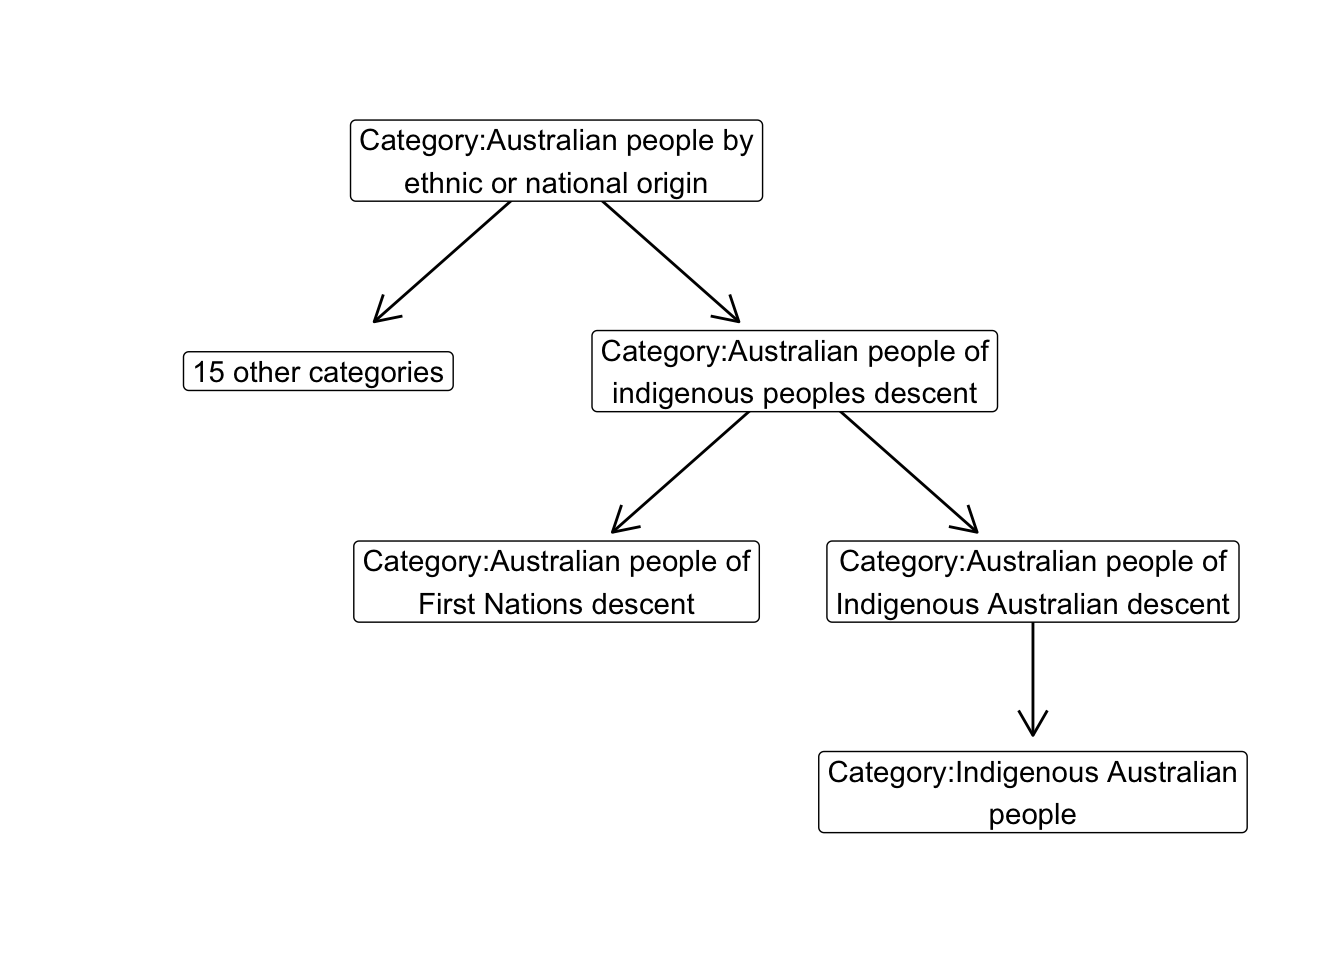 Category:Australian people by
ethnic or national origin
15 other categories
Category:Australian people of
indigenous peoples descent
Category:Australian people of
First Nations descent
Category:Australian people of
Indigenous Australian descent
Category:Indigenous Australian
people